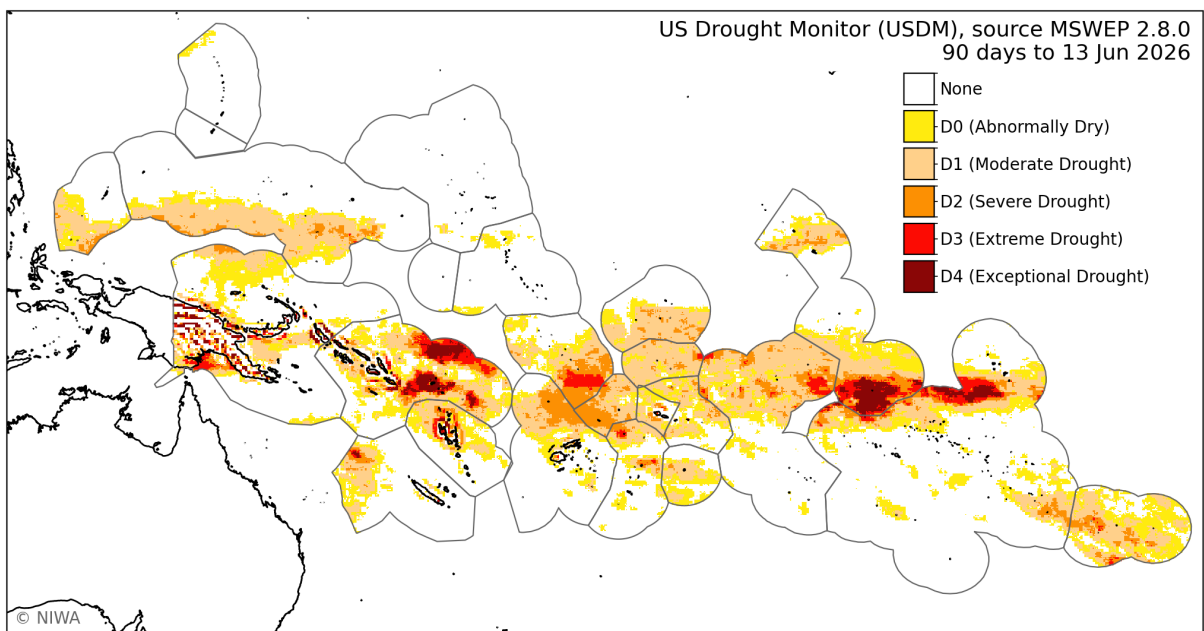 US Drought Monitor (USDM), source MSWEP 2.8.0
90 days to 13 Jun 2026
None
D0 (Abnormally Dry)
D1 (Moderate Drought)
D2 (Severe Drought)
D3 (Extreme Drought)
D4 (Exceptional Drought)
© NIWA